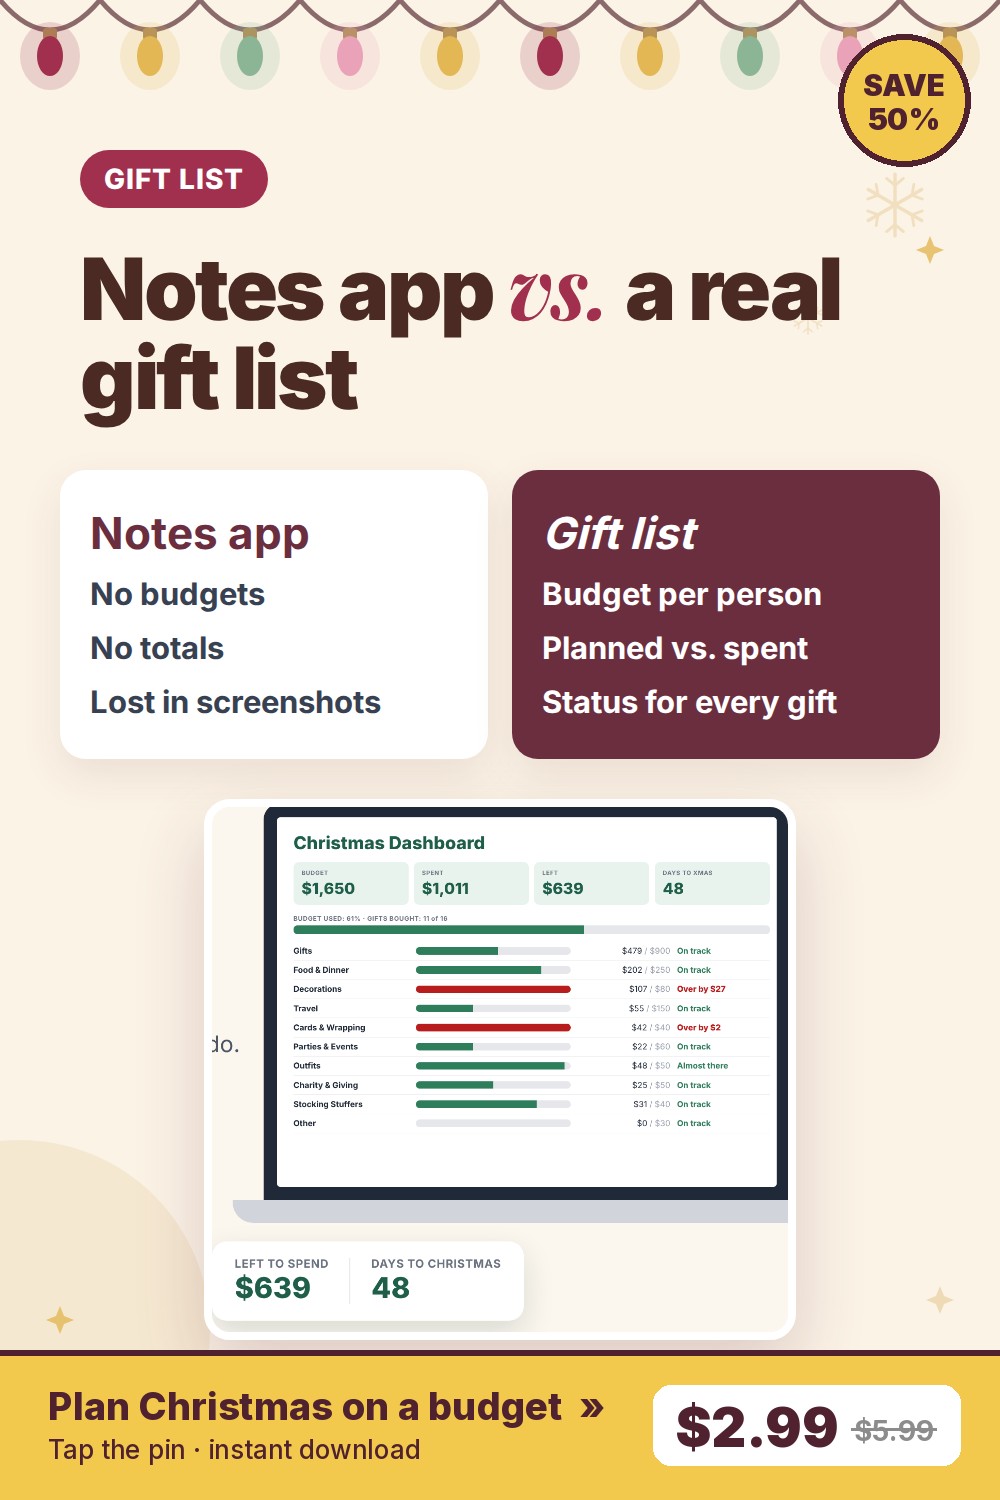 SAVE
50%
GIFT LIST
Notes app vs. a real
gift list
Notes app
No budgets
No totals
Lost in screenshots
Gift list
Budget per person
Planned vs. spent
Status for every gift
do.
Christmas Dashboard
BUDGET
$1,650
SPENT
$1,011
LEFT
$639
DAYS TO XMAS
48
BUDGET USED: 61% · GIFTS BOUGHT: 11 of 16
Gifts $479 / $900 On track
Food & Dinner $202 / $250 On track
Decorations $107 / $80 Over by $27
Travel $55 / $150 On track
Cards & Wrapping $42 / $40 Over by $2
Parties & Events $22 / $60 On track
Outfits $48 / $50 Almost there
Charity & Giving $25 / $50 On track
Stocking Stuffers $31 / $40 On track
Other $0 / $30 On track
LEFT TO SPEND
$639
DAYS TO CHRISTMAS
48
Plan Christmas on a budget »
Tap the pin · instant download
$2.99 $5.99